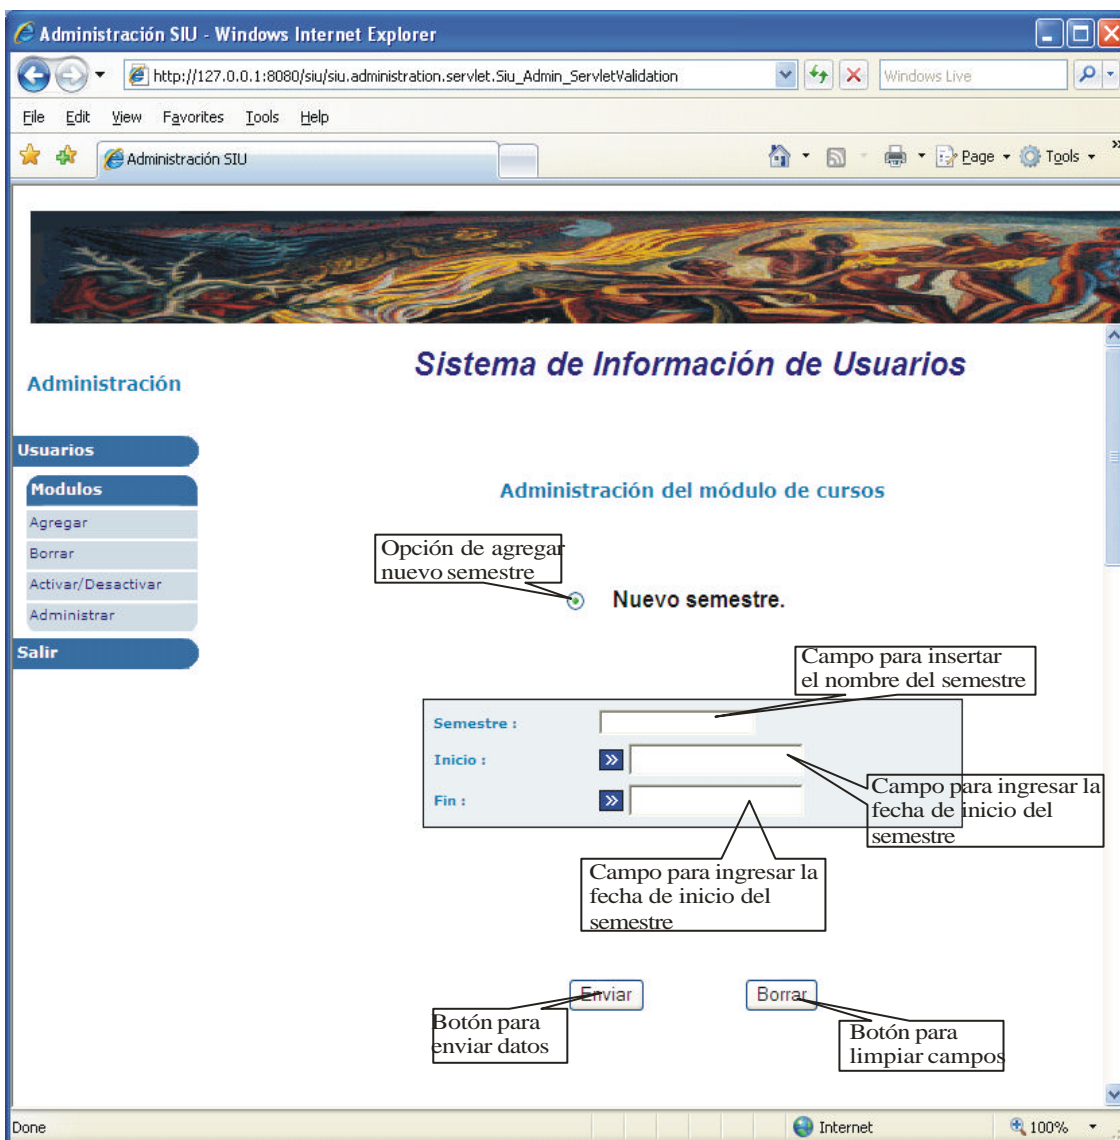 Administración SIU - Windows Internet Explorer
http://127.0.0.1:8080/siu/siu.administration.servlet.Siu_Admin_ServletValidation
Windows Live
File Edit View Favorites Tools Help
Administración SIU
Page Tools
Sistema de Información de Usuarios
Administración
Usuarios
Modulos
Agregar
Borrar
Activar/Desactivar
Administrar
Salir
Administración del módulo de cursos
Opción de agregar
nuevo semestre
Nuevo semestre.
Campo para insertar
el nombre del semestre
Semestre :
Inicio :
Fin :
Campo para ingresar la
fecha de inicio del
semestre
Campo para ingresar la
fecha de inicio del
semestre
Enviar Borrar
Botón para
enviar datos
Botón para
limpiar campos
Done Internet 100%